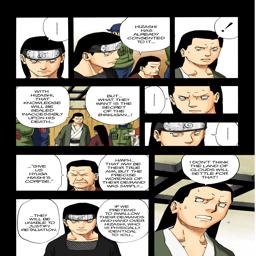 !
HIZASHI
HAS
ALREADY
CONSENTED
TO IT...
BUT...
WHAT THEY
WANT IS
THE SECRET
OF THE
BYAKUGAN...!
WITH
HIZASHI,
THAT
KNOWLEDGE
WILL BE
SEALED
INACCESSIBLY
UPON HIS
DEATH...
I DON'T THINK
THE LAND OF
CLOUDS WILL
SETTLE FOR
THAT!
HMPH...
THAT MAY BE
THEIR TRUE
AIM, BUT THE
PRECISE
WORDING OF
THEIR DEMAND
WAS SIMPLY...
"GIVE
US
HYUGA
HIASHI'S
CORPSE."
IF WE
PRETEND
TO SWALLOW
THEIR DEMANDS
AND HAND OVER
HIZASHI, WHO
IS PHYSICALLY
IDENTICAL
TO YOU...
...THEY
WILL BE
UNABLE TO
JUSTIFY
RETALIATION.